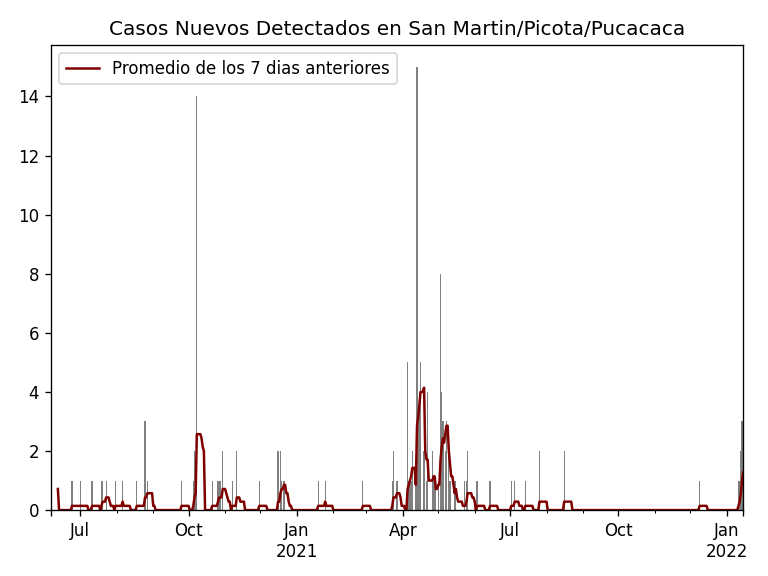 Casos Nuevos Detectados en San Martin/Picota/Pucacaca
Promedio de los 7 dias anteriores
14
12
10
8
6
4
2
0
Jul
Oct
Jan
2021
Apr
Jul
Oct
Jan
2022